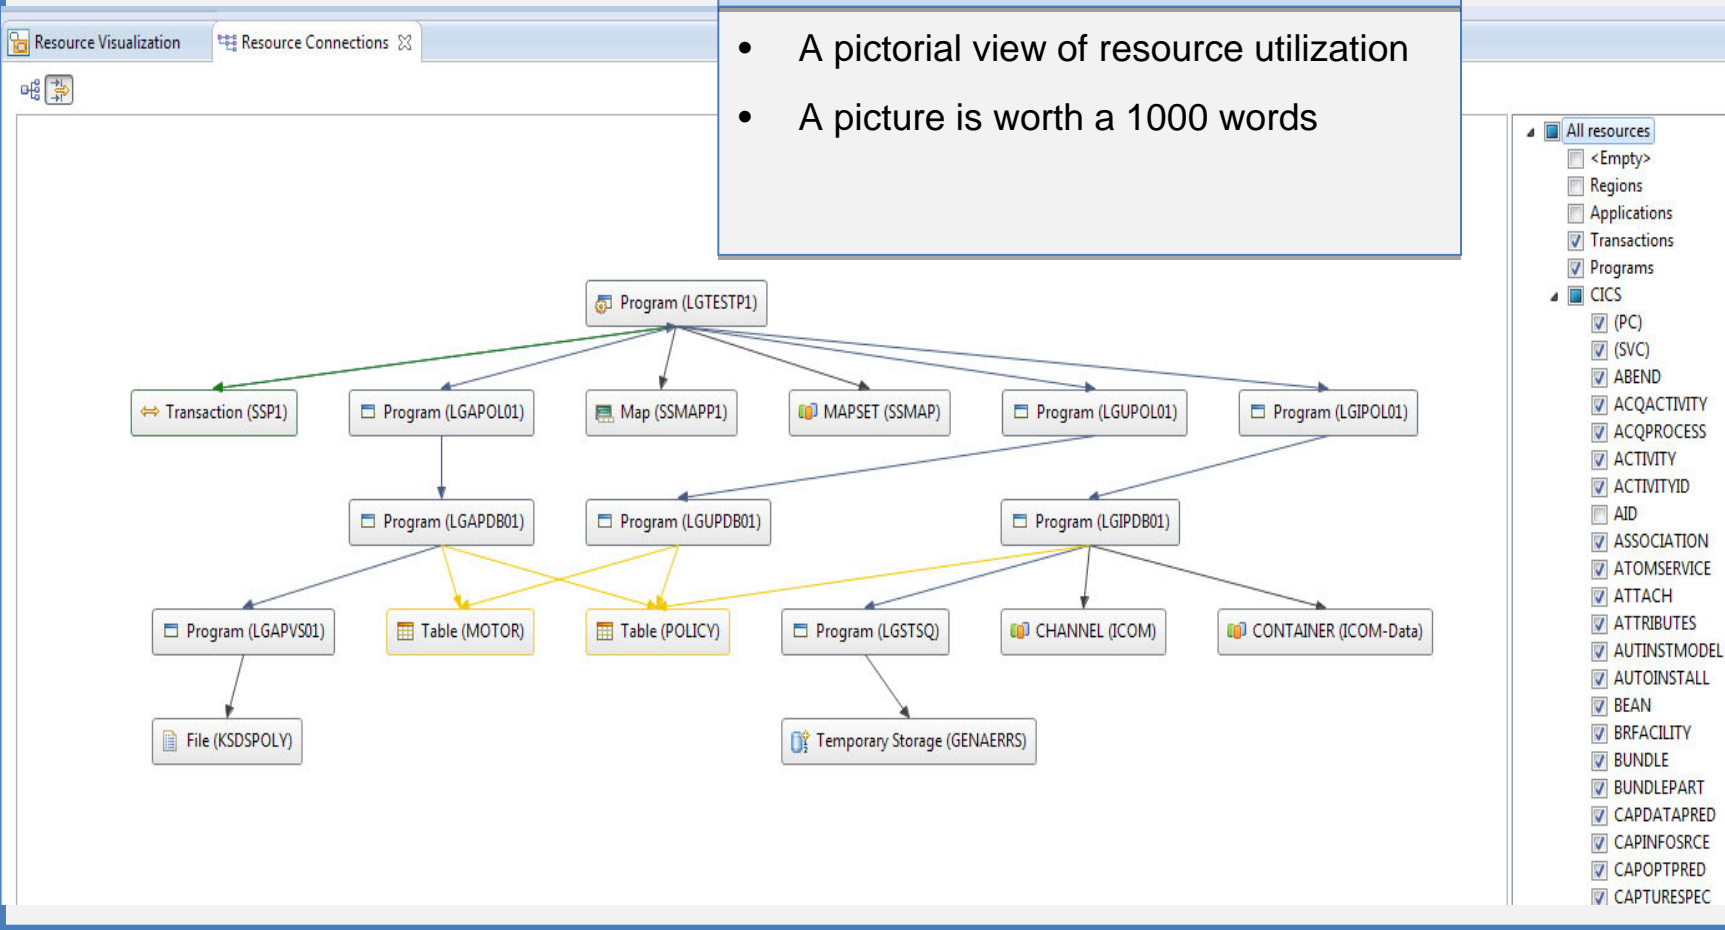 Resource Visualization
Resource Connections
• A pictorial view of resource utilization
• A picture is worth a 1000 words
Program (LGTESTP1)
Transaction (SSP1)
Program (LGAPOL01)
Map (SSMAPP1)
MAPSET (SSMAP)
Program (LGUPOL01)
Program (LGIPOL01)
Program (LGAPDB01)
Program (LGUPDB01)
Program (LGIPDB01)
Program (LGAPVS01)
Table (MOTOR)
Table (POLICY)
Program (LGSTSQ)
CHANNEL (ICOM)
CONTAINER (ICOM-Data)
File (KSDSPOLY)
Temporary Storage (GENAERRS)
All resources
<Empty>
Regions
Applications
Transactions
Programs
CICS
(PC)
(SVC)
ABEND
ACQACTIVITY
ACQPROCESS
ACTIVITY
ACTIVITYID
AID
ASSOCIATION
ATOMSERVICE
ATTACH
ATTRIBUTES
AUTINSTMODEL
AUTOINSTALL
BEAN
BRFACILITY
BUNDLE
BUNDLEPART
CAPDATAPRED
CAPINFOSRCE
CAPOPTPRED
CAPTURESPEC